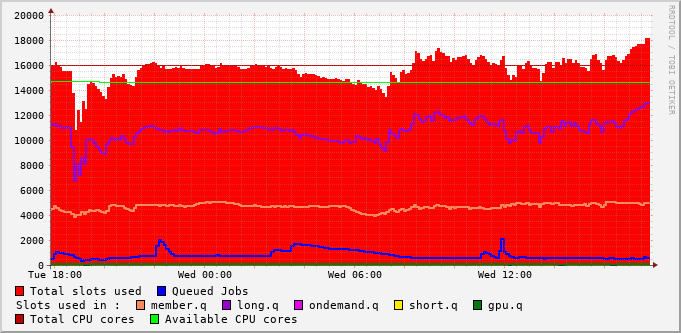 20000
18000
16000
14000
12000
10000
8000
6000
4000
2000
0
Tue 18:00 Wed 00:00 Wed 06:00 Wed 12:00
Total slots used Queued Jobs
Slots used in : member.q long.q ondemand.q short.q gpu.q
Total CPU cores Available CPU cores
RRDTOOL / TOBI OETIKER